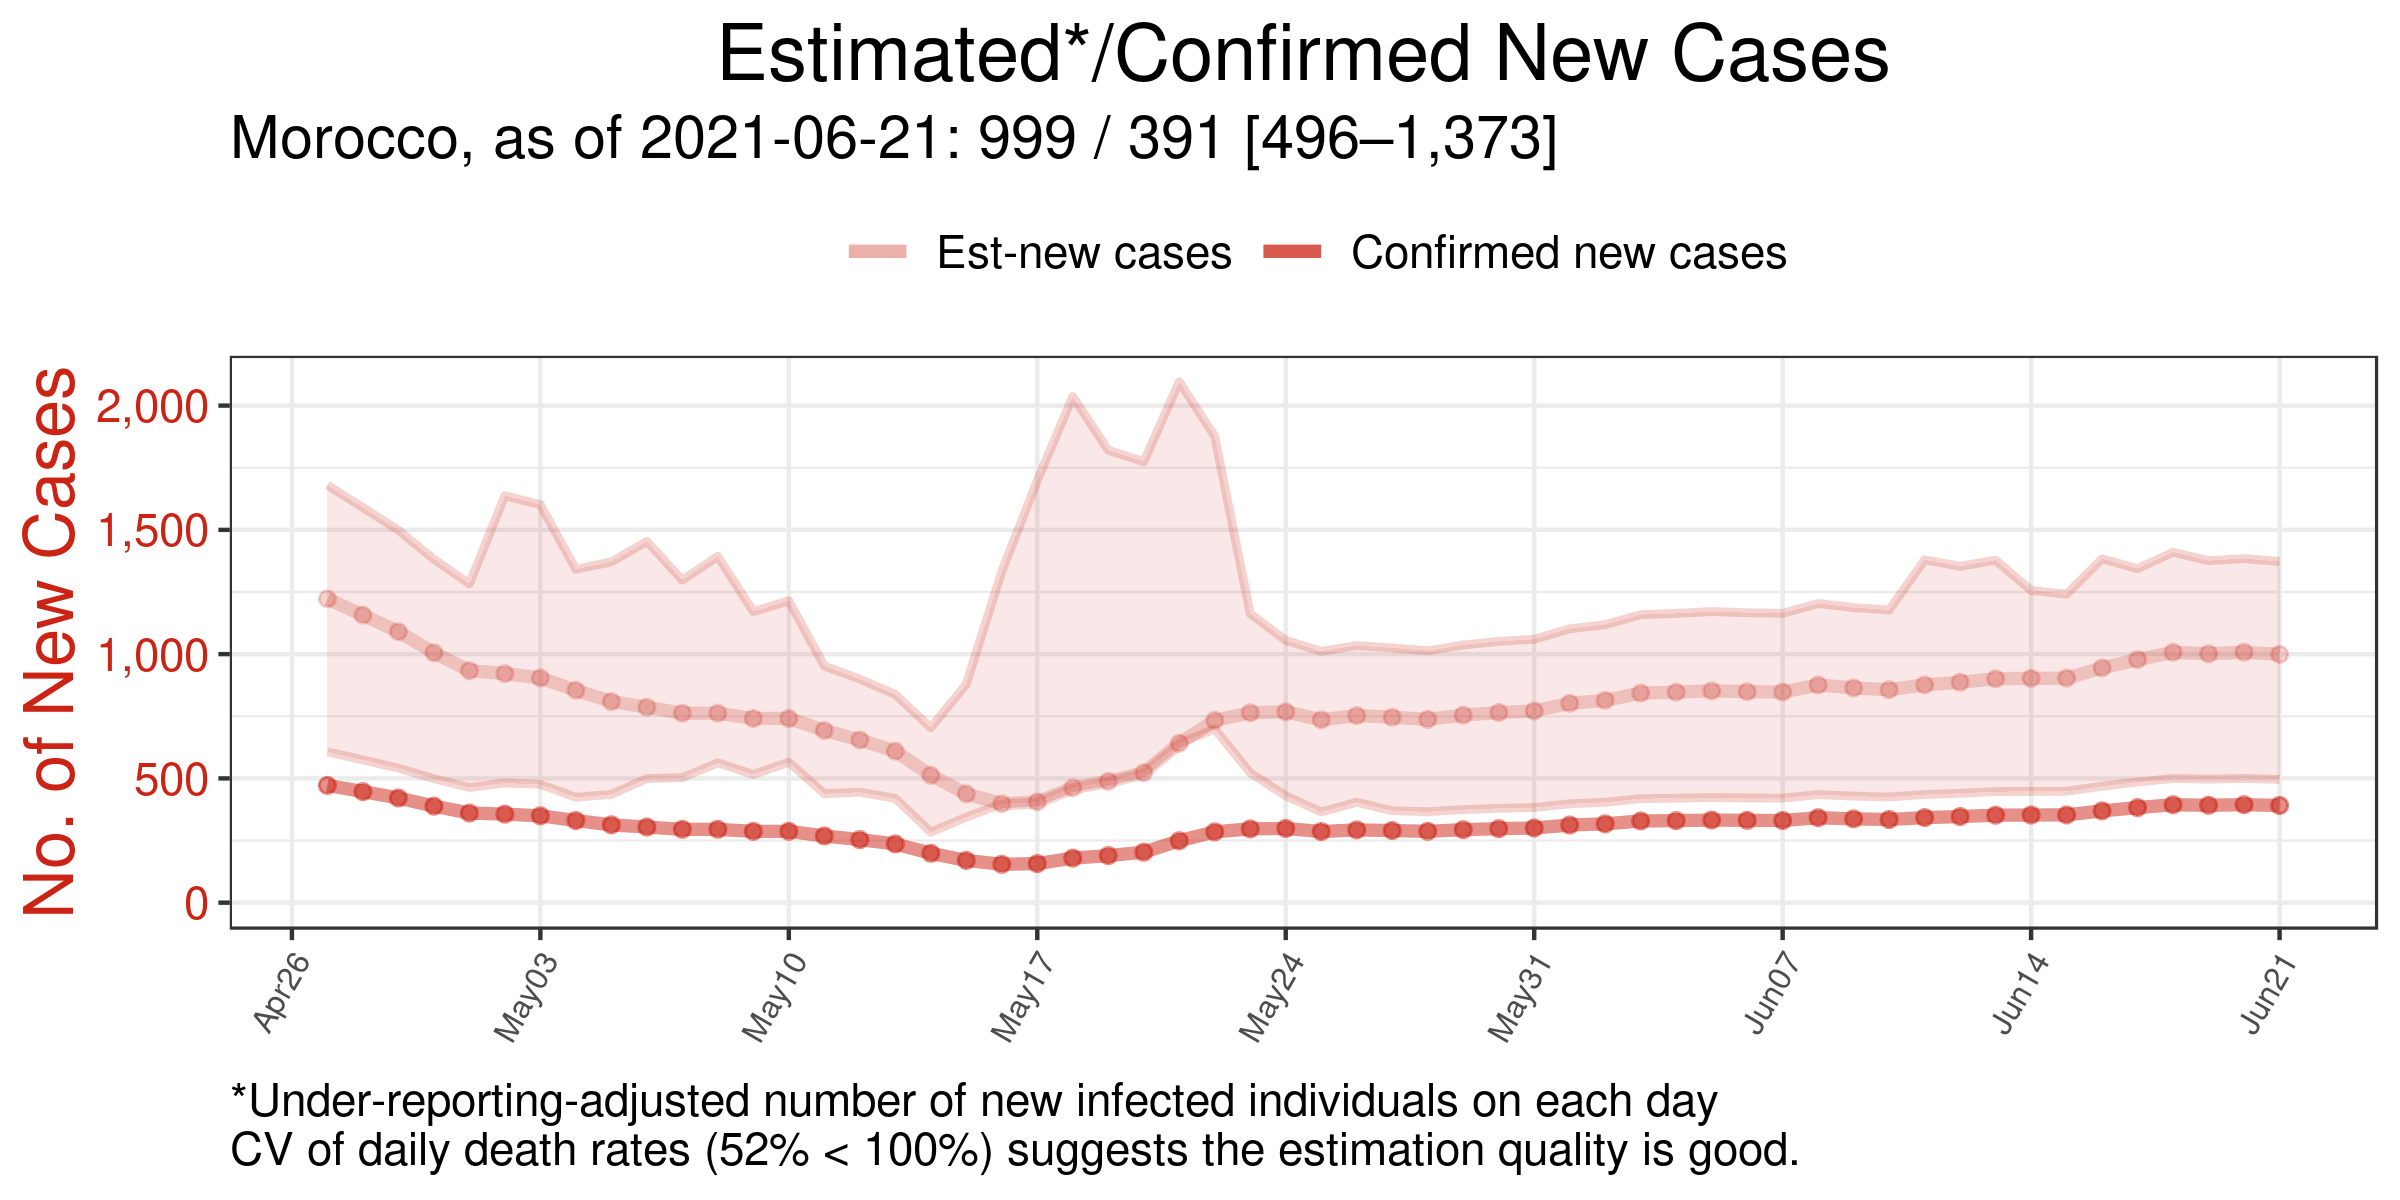 Estimated*/Confirmed New Cases
Morocco, as of 2021-06-21: 999 / 391 [496–1,373]
Est-new cases
Confirmed new cases
No. of New Cases
2,000
1,500
1,000
500
0
Apr26
May03
May10
May17
May24
May31
Jun07
Jun14
Jun21
*Under-reporting-adjusted number of new infected individuals on each day
CV of daily death rates (52% < 100%) suggests the estimation quality is good.